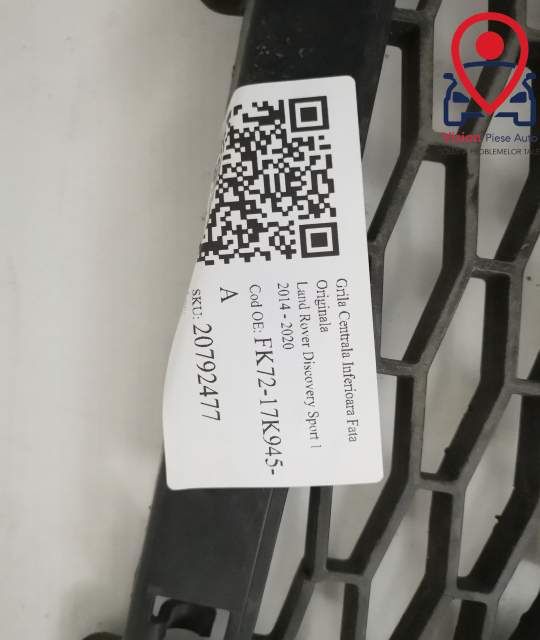 Vision Piese Auto
Grila Centrala Inferioara Fata
Originala
Land Rover Discovery Sport 1
2014 - 2020
Cod OE: FK72-17K945-
A
SKU: 20792477